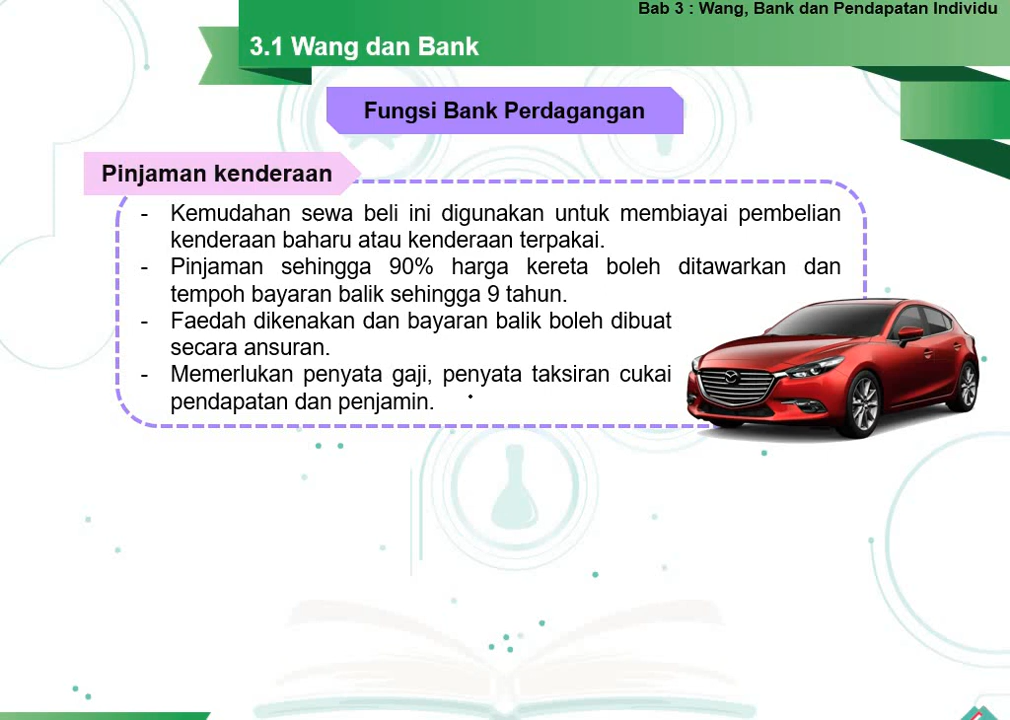 Bab 3 : Wang, Bank dan Pendapatan Individu
3.1 Wang dan Bank
Fungsi Bank Perdagangan
Pinjaman kenderaan
- Kemudahan sewa beli ini digunakan untuk membiayai pembelian
kenderaan baharu atau kenderaan terpakai.
- Pinjaman sehingga 90% harga kereta boleh ditawarkan dan
tempoh bayaran balik sehingga 9 tahun.
- Faedah dikenakan dan bayaran balik boleh dibuat
secara ansuran.
- Memerlukan penyata gaji, penyata taksiran cukai
pendapatan dan penjamin.